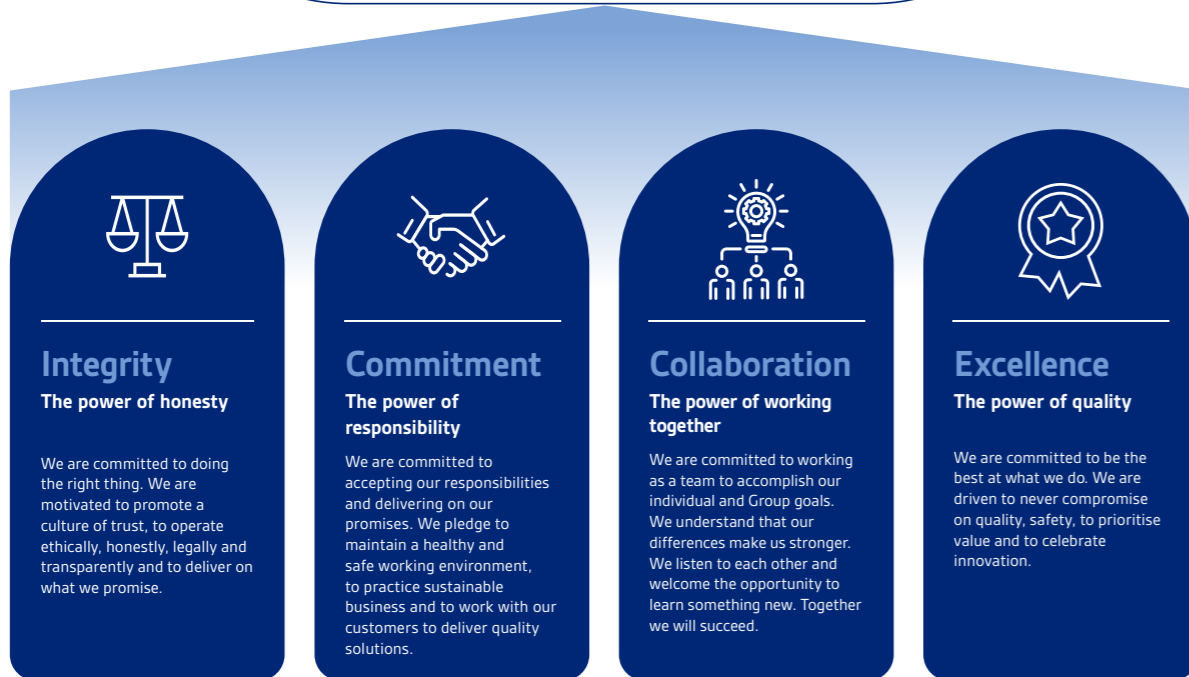 Integrity
The power of honesty
We are committed to doing
the right thing. We are
motivated to promote a
culture of trust, to operate
ethically, honestly, legally and
transparently and to deliver on
what we promise.
Commitment
The power of
responsibility
We are committed to
accepting our responsibilities
and delivering on our
promises. We pledge to
maintain a healthy and
safe working environment,
to practice sustainable
business and to work with our
customers to deliver quality
solutions.
Collaboration
The power of working
together
We are committed to working
as a team to accomplish our
individual and Group goals.
We understand that our
differences make us stronger.
We listen to each other and
welcome the opportunity to
learn something new. Together
we will succeed.
Excellence
The power of quality
We are committed to be the
best at what we do. We are
driven to never compromise
on quality, safety, to prioritise
value and to celebrate
innovation.